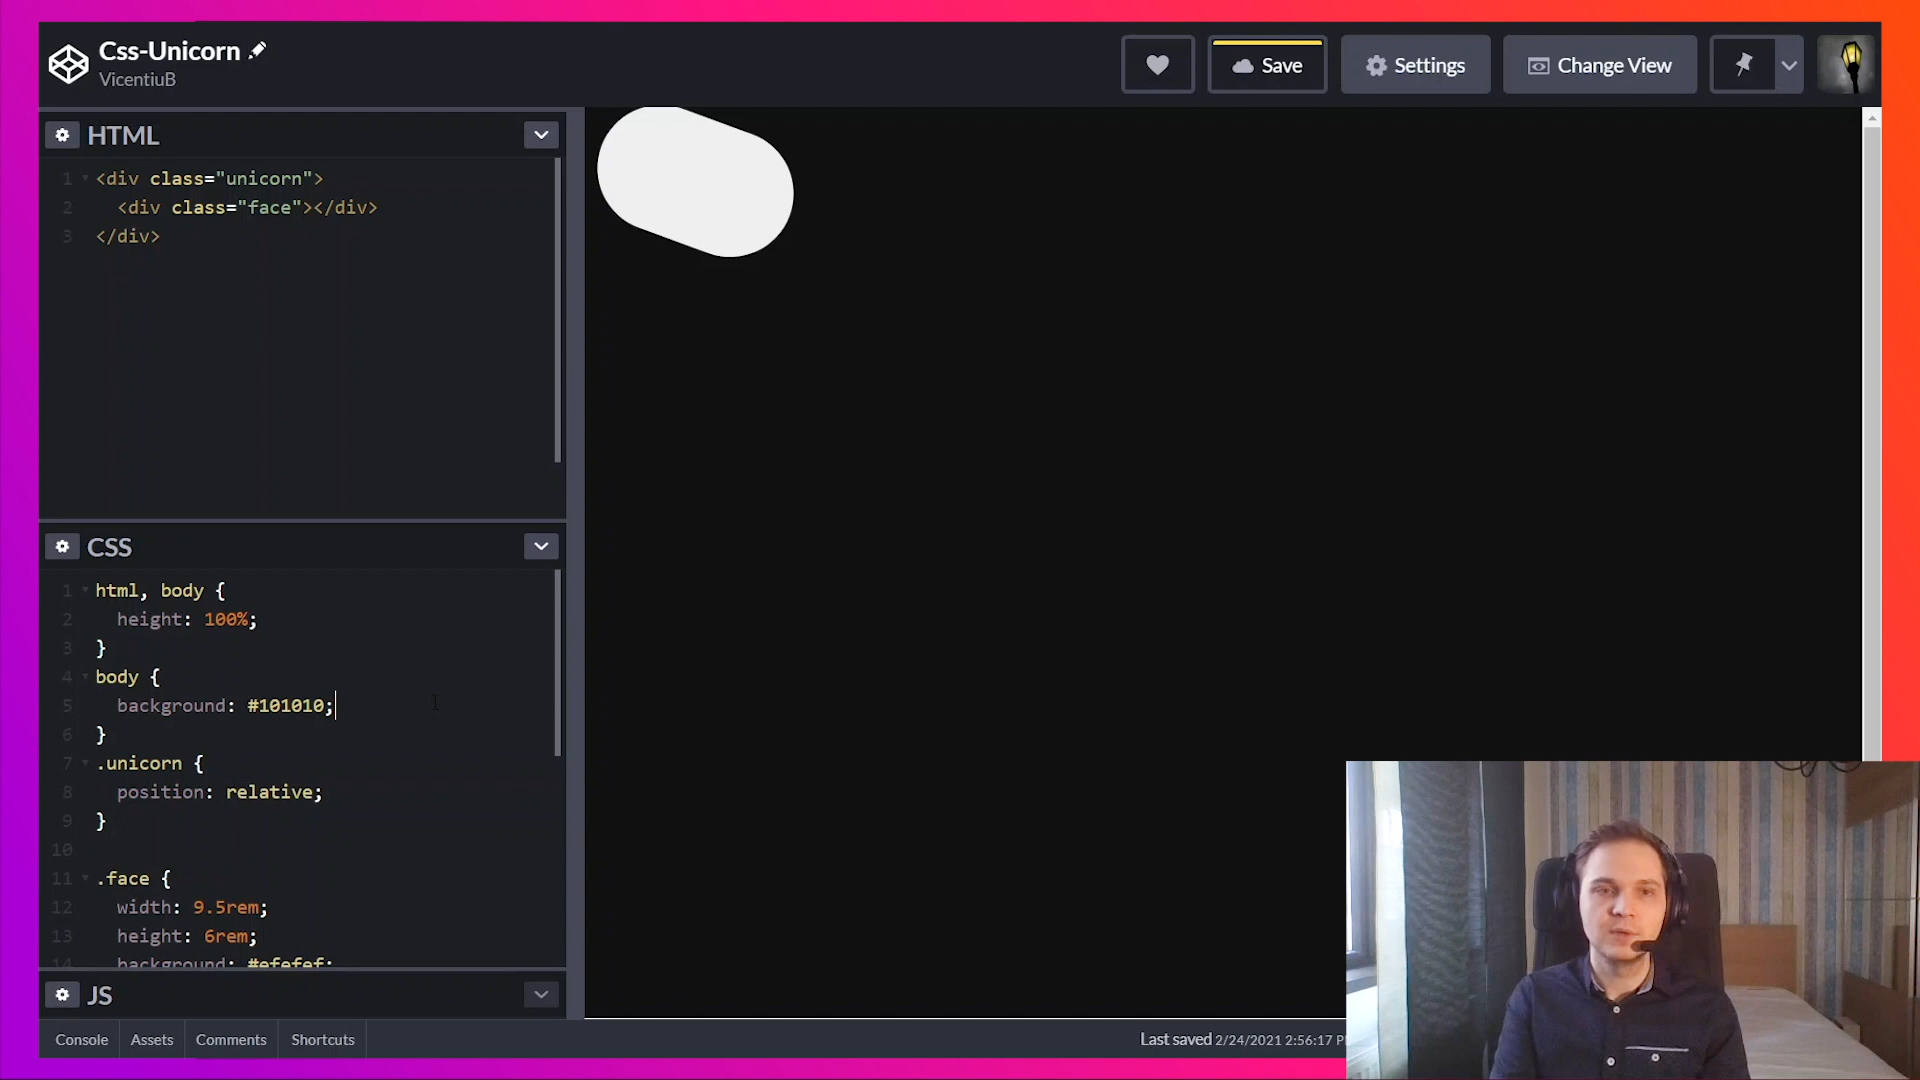 Css-Unicorn
VicentiuB
Save
Settings
Change View
HTML
1 <div class="unicorn">
2 <div class="face"></div>
3 </div>
CSS
1 html, body {
2 height: 100%;
3 }
4 body {
5 background: #101010;
6 }
7 .unicorn {
8 position: relative;
9 }
10
11 .face {
12 width: 9.5rem;
13 height: 6rem;
14 background: #efefef;
JS
Console
Assets
Comments
Shortcuts
Last saved 2/24/2021 2:56:17 P